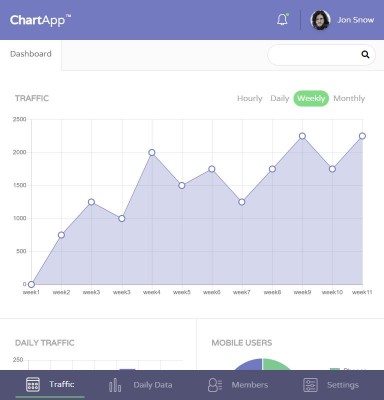 ChartApp™
Jon Snow
Dashboard
TRAFFIC
Hourly Daily Weekly Monthly
2500
2000
1500
1000
500
0
week1 week2 week3 week3 week4 week5 week6 week7 week8 week9 week10 week11
DAILY TRAFFIC
MOBILE USERS
250
Traffic
Daily Data
Members
Settings